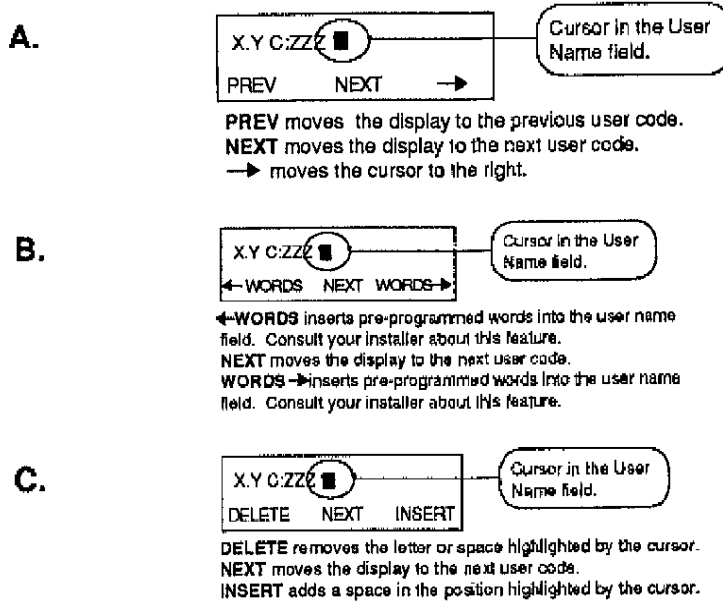 A.
X.Y C:ZZZ
Cursor in the User
Name field.
PREV NEXT →
PREV moves the display to the previous user code.
NEXT moves the display to the next user code.
→ moves the cursor to the right.
B.
X.Y C:ZZZ
Cursor in the User
Name field.
←WORDS NEXT WORDS→
←WORDS inserts pre-programmed words into the user name
field. Consult your installer about this feature.
NEXT moves the display to the next user code.
WORDS →inserts pre-programmed words into the user name
field. Consult your installer about this feature.
C.
X.Y C:ZZZ
Cursor in the User
Name field.
DELETE NEXT INSERT
DELETE removes the letter or space highlighted by the cursor.
NEXT moves the display to the next user code.
INSERT adds a space in the position highlighted by the cursor.